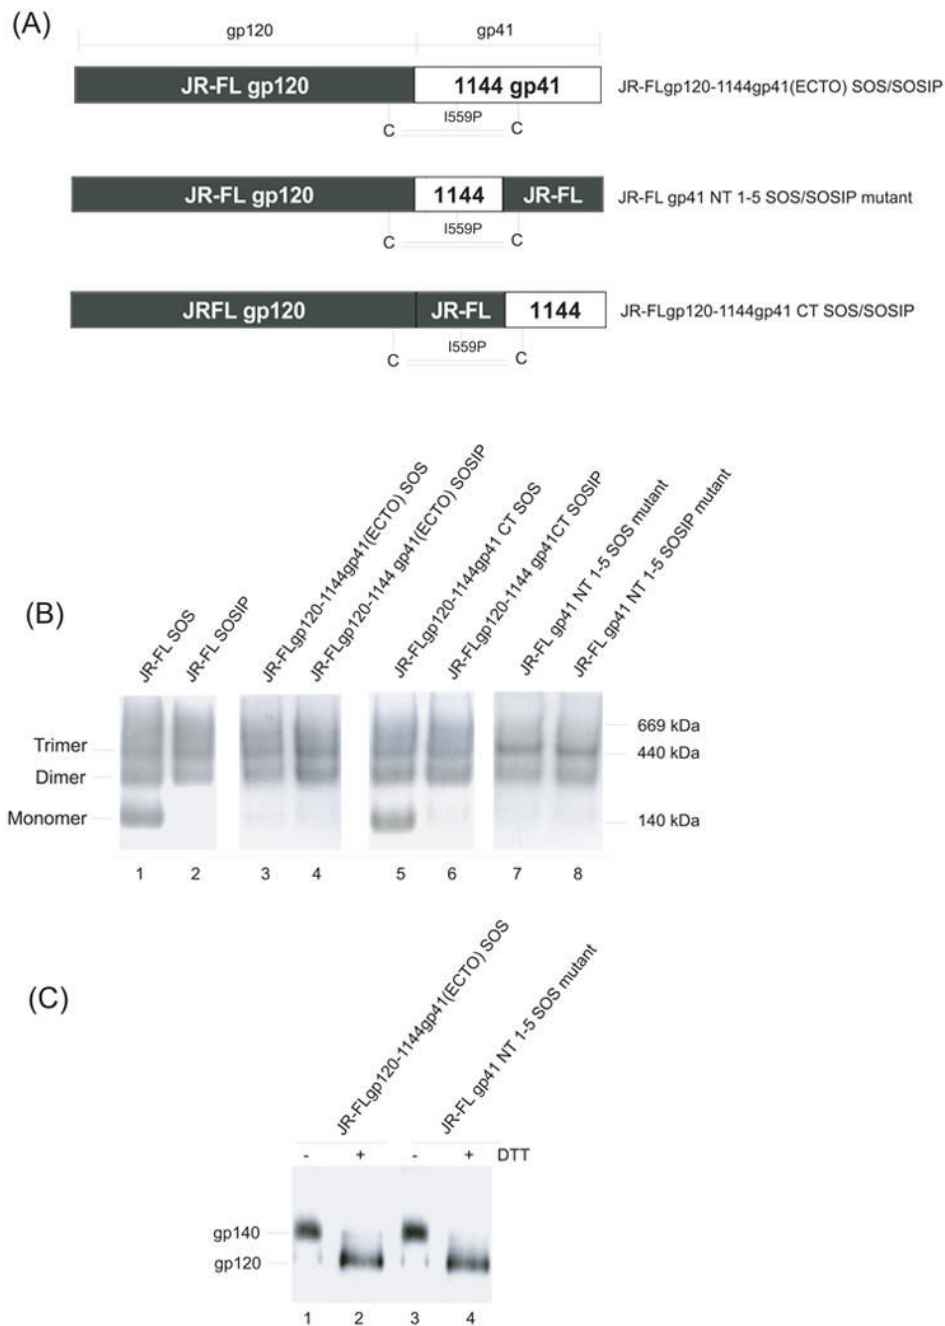 (A)
gp120 gp41
JR-FL gp120 1144 gp41 JR-FLgp120-1144gp41(ECTO) SOS/SOSIP
I559P
C C
JR-FL gp120 1144 JR-FL JR-FL gp41 NT 1-5 SOS/SOSIP mutant
I559P
C C
JRFL gp120 JR-FL 1144 JR-FLgp120-1144gp41 CT SOS/SOSIP
I559P
C C
(B)
JR-FL SOS
JR-FL SOSIP
JR-FLgp120-1144gp41(ECTO) SOS
JR-FLgp120-1144 gp41(ECTO) SOSIP
JR-FLgp120-1144gp41 CT SOS
JR-FLgp120-1144 gp41CT SOSIP
JR-FL gp41 NT 1-5 SOS mutant
JR-FL gp41 NT 1-5 SOSIP mutant
669 kDa
Trimer 440 kDa
Dimer
Monomer 140 kDa
1 2 3 4 5 6 7 8
(C)
JR-FLgp120-1144gp41(ECTO) SOS
JR-FL gp41 NT 1-5 SOS mutant
- + - + DTT
gp140
gp120
1 2 3 4